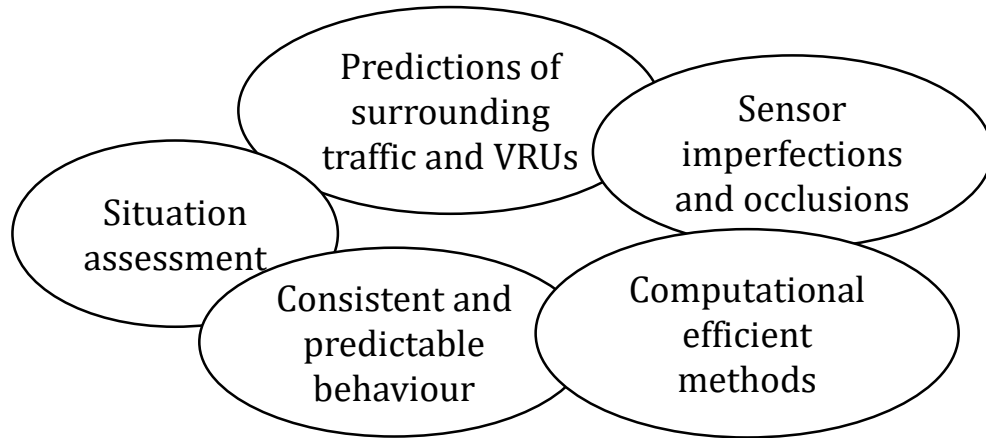 Predictions of
surrounding
traffic and VRUs
Sensor
imperfections
and occlusions
Situation
assessment
Consistent and
predictable
behaviour
Computational
efficient
methods